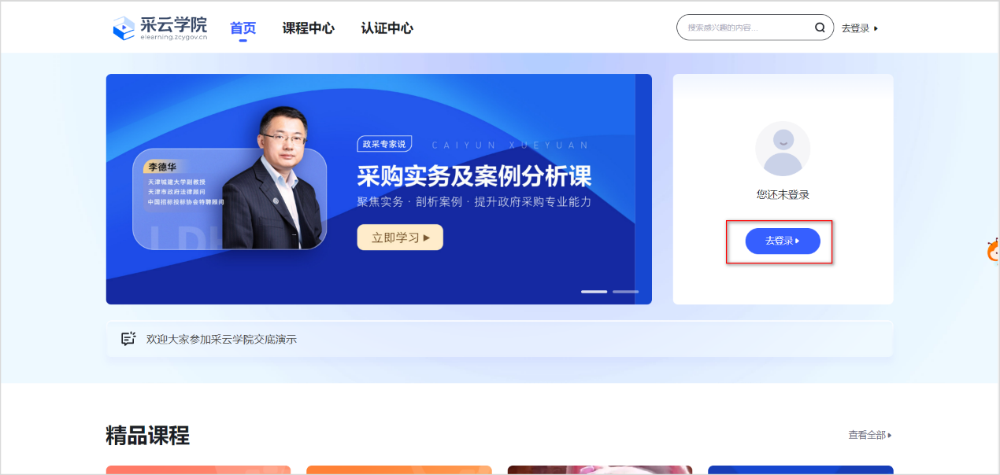 采云学院
elearning.zcygov.cn
首页
课程中心
认证中心
搜索感兴趣的内容...
去登录
李德华
天津城建大学副教授
天津市政府法律顾问
中国招标投标协会特聘顾问
LDH
政采专家说
CAIYUN XUEYUAN
采购实务及案例分析课
聚焦实务 · 剖析案例 · 提升政府采购专业能力
立即学习
您还未登录
去登录
欢迎大家参加采云学院交底演示
精品课程
查看全部